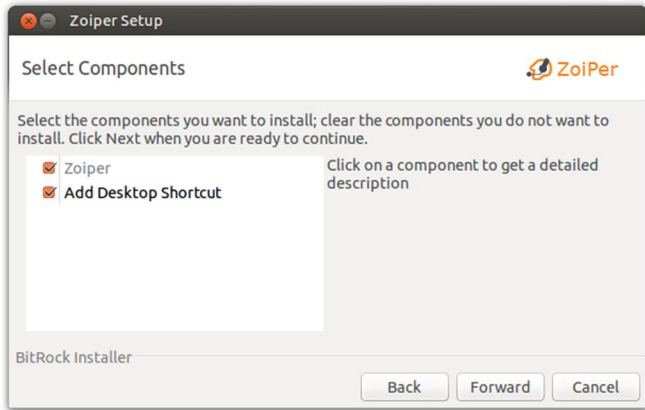 Zoiper Setup
Select Components
ZoiPer
Select the components you want to install; clear the components you do not want to
install. Click Next when you are ready to continue.
Zoiper
Add Desktop Shortcut
Click on a component to get a detailed
description
BitRock Installer
Back Forward Cancel